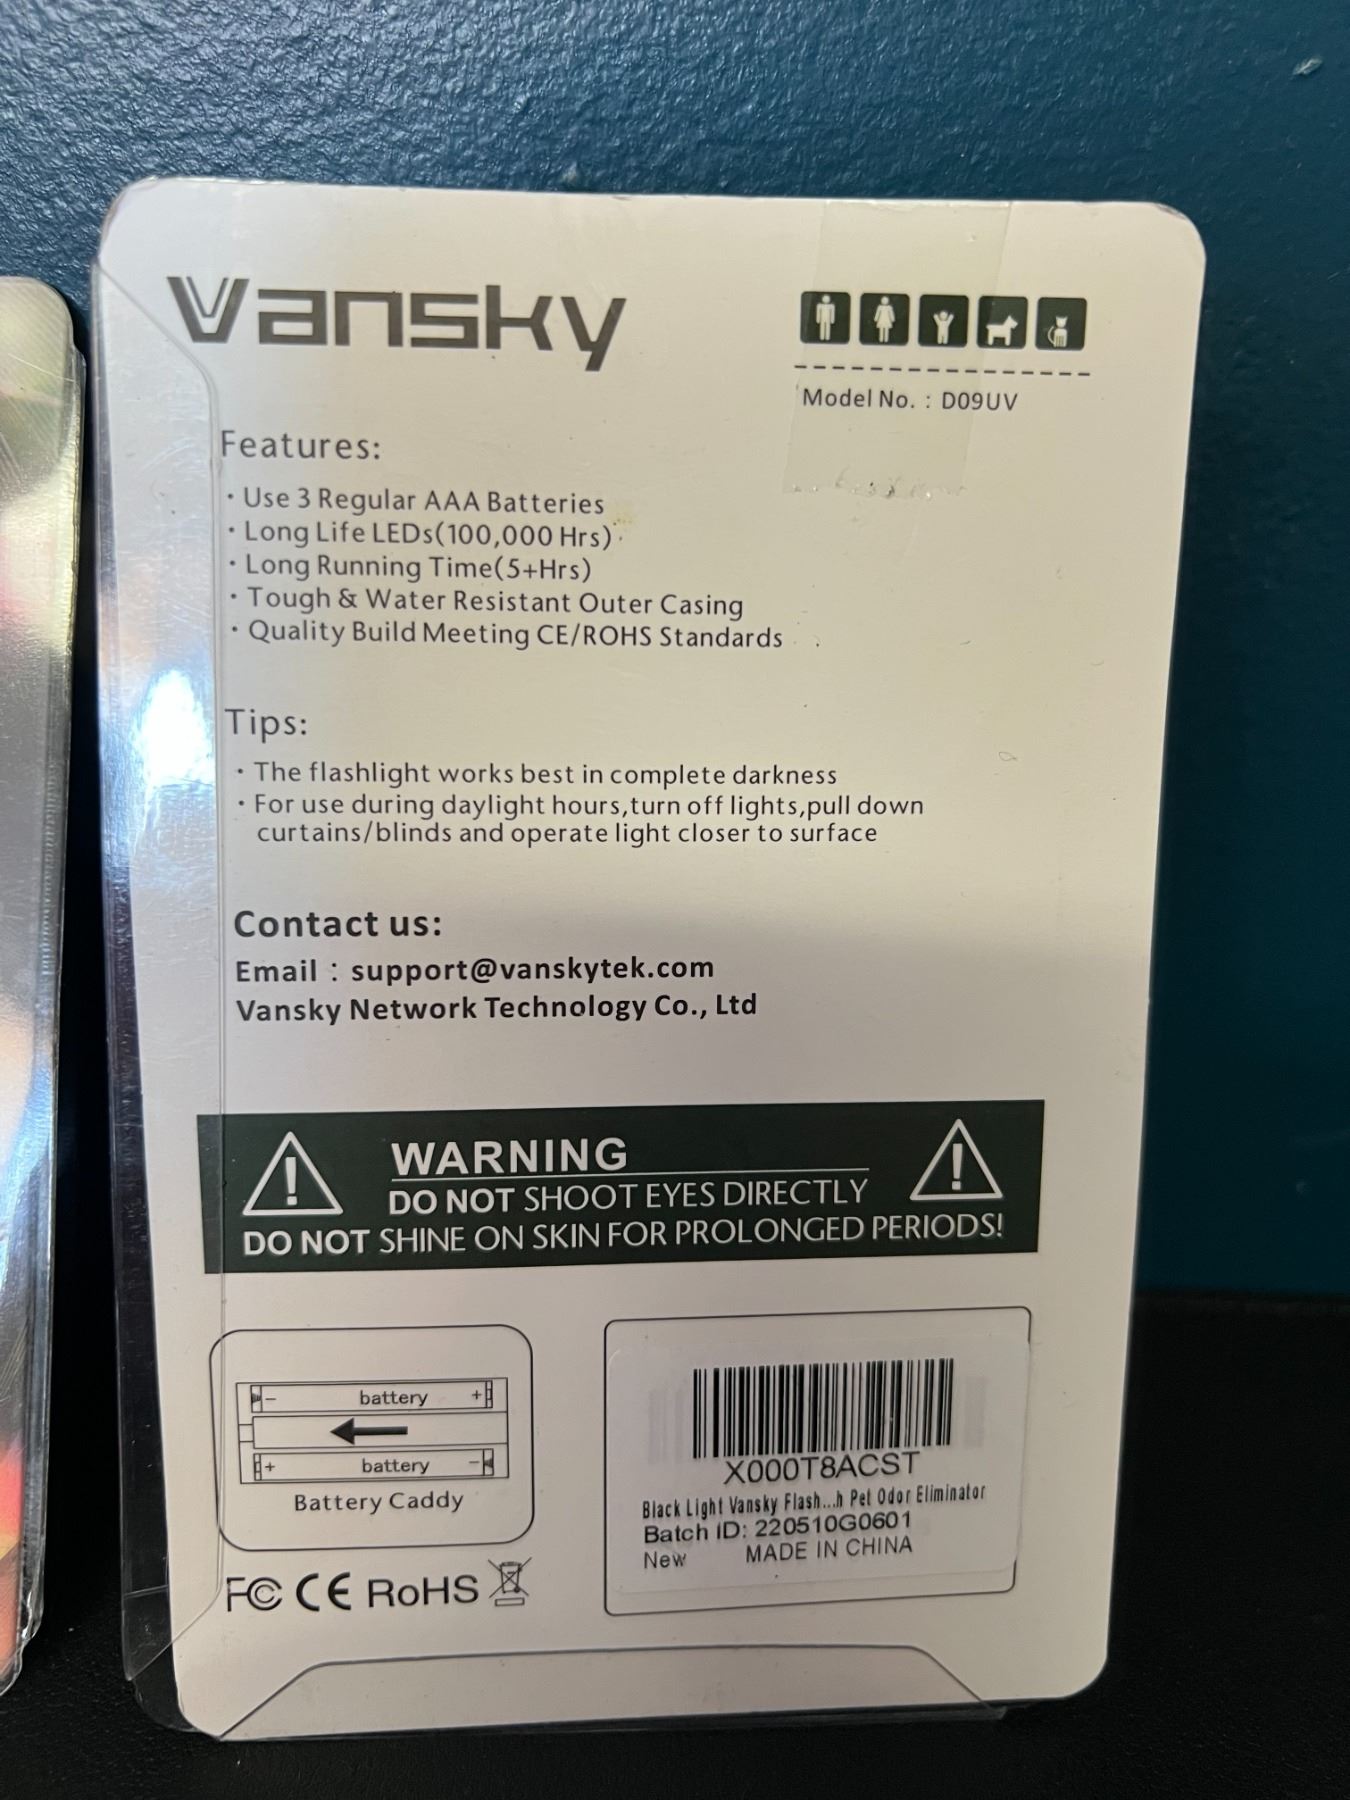 Vansky
Model No. : D09UV
Features:
· Use 3 Regular AAA Batteries
· Long Life LEDs(100,000 Hrs)
· Long Running Time(5+Hrs)
· Tough & Water Resistant Outer Casing
· Quality Build Meeting CE/ROHS Standards
Tips:
· The flashlight works best in complete darkness
· For use during daylight hours,turn off lights,pull down
curtains/blinds and operate light closer to surface
Contact us:
Email : support@vanskytek.com
Vansky Network Technology Co., Ltd
WARNING
DO NOT SHOOT EYES DIRECTLY
DO NOT SHINE ON SKIN FOR PROLONGED PERIODS!
- battery +
+ battery -
Battery Caddy
FC CE RoHS
X000T8ACST
Black Light Vansky Flash...h Pet Odor Eliminator
Batch ID: 220510G0601
New MADE IN CHINA